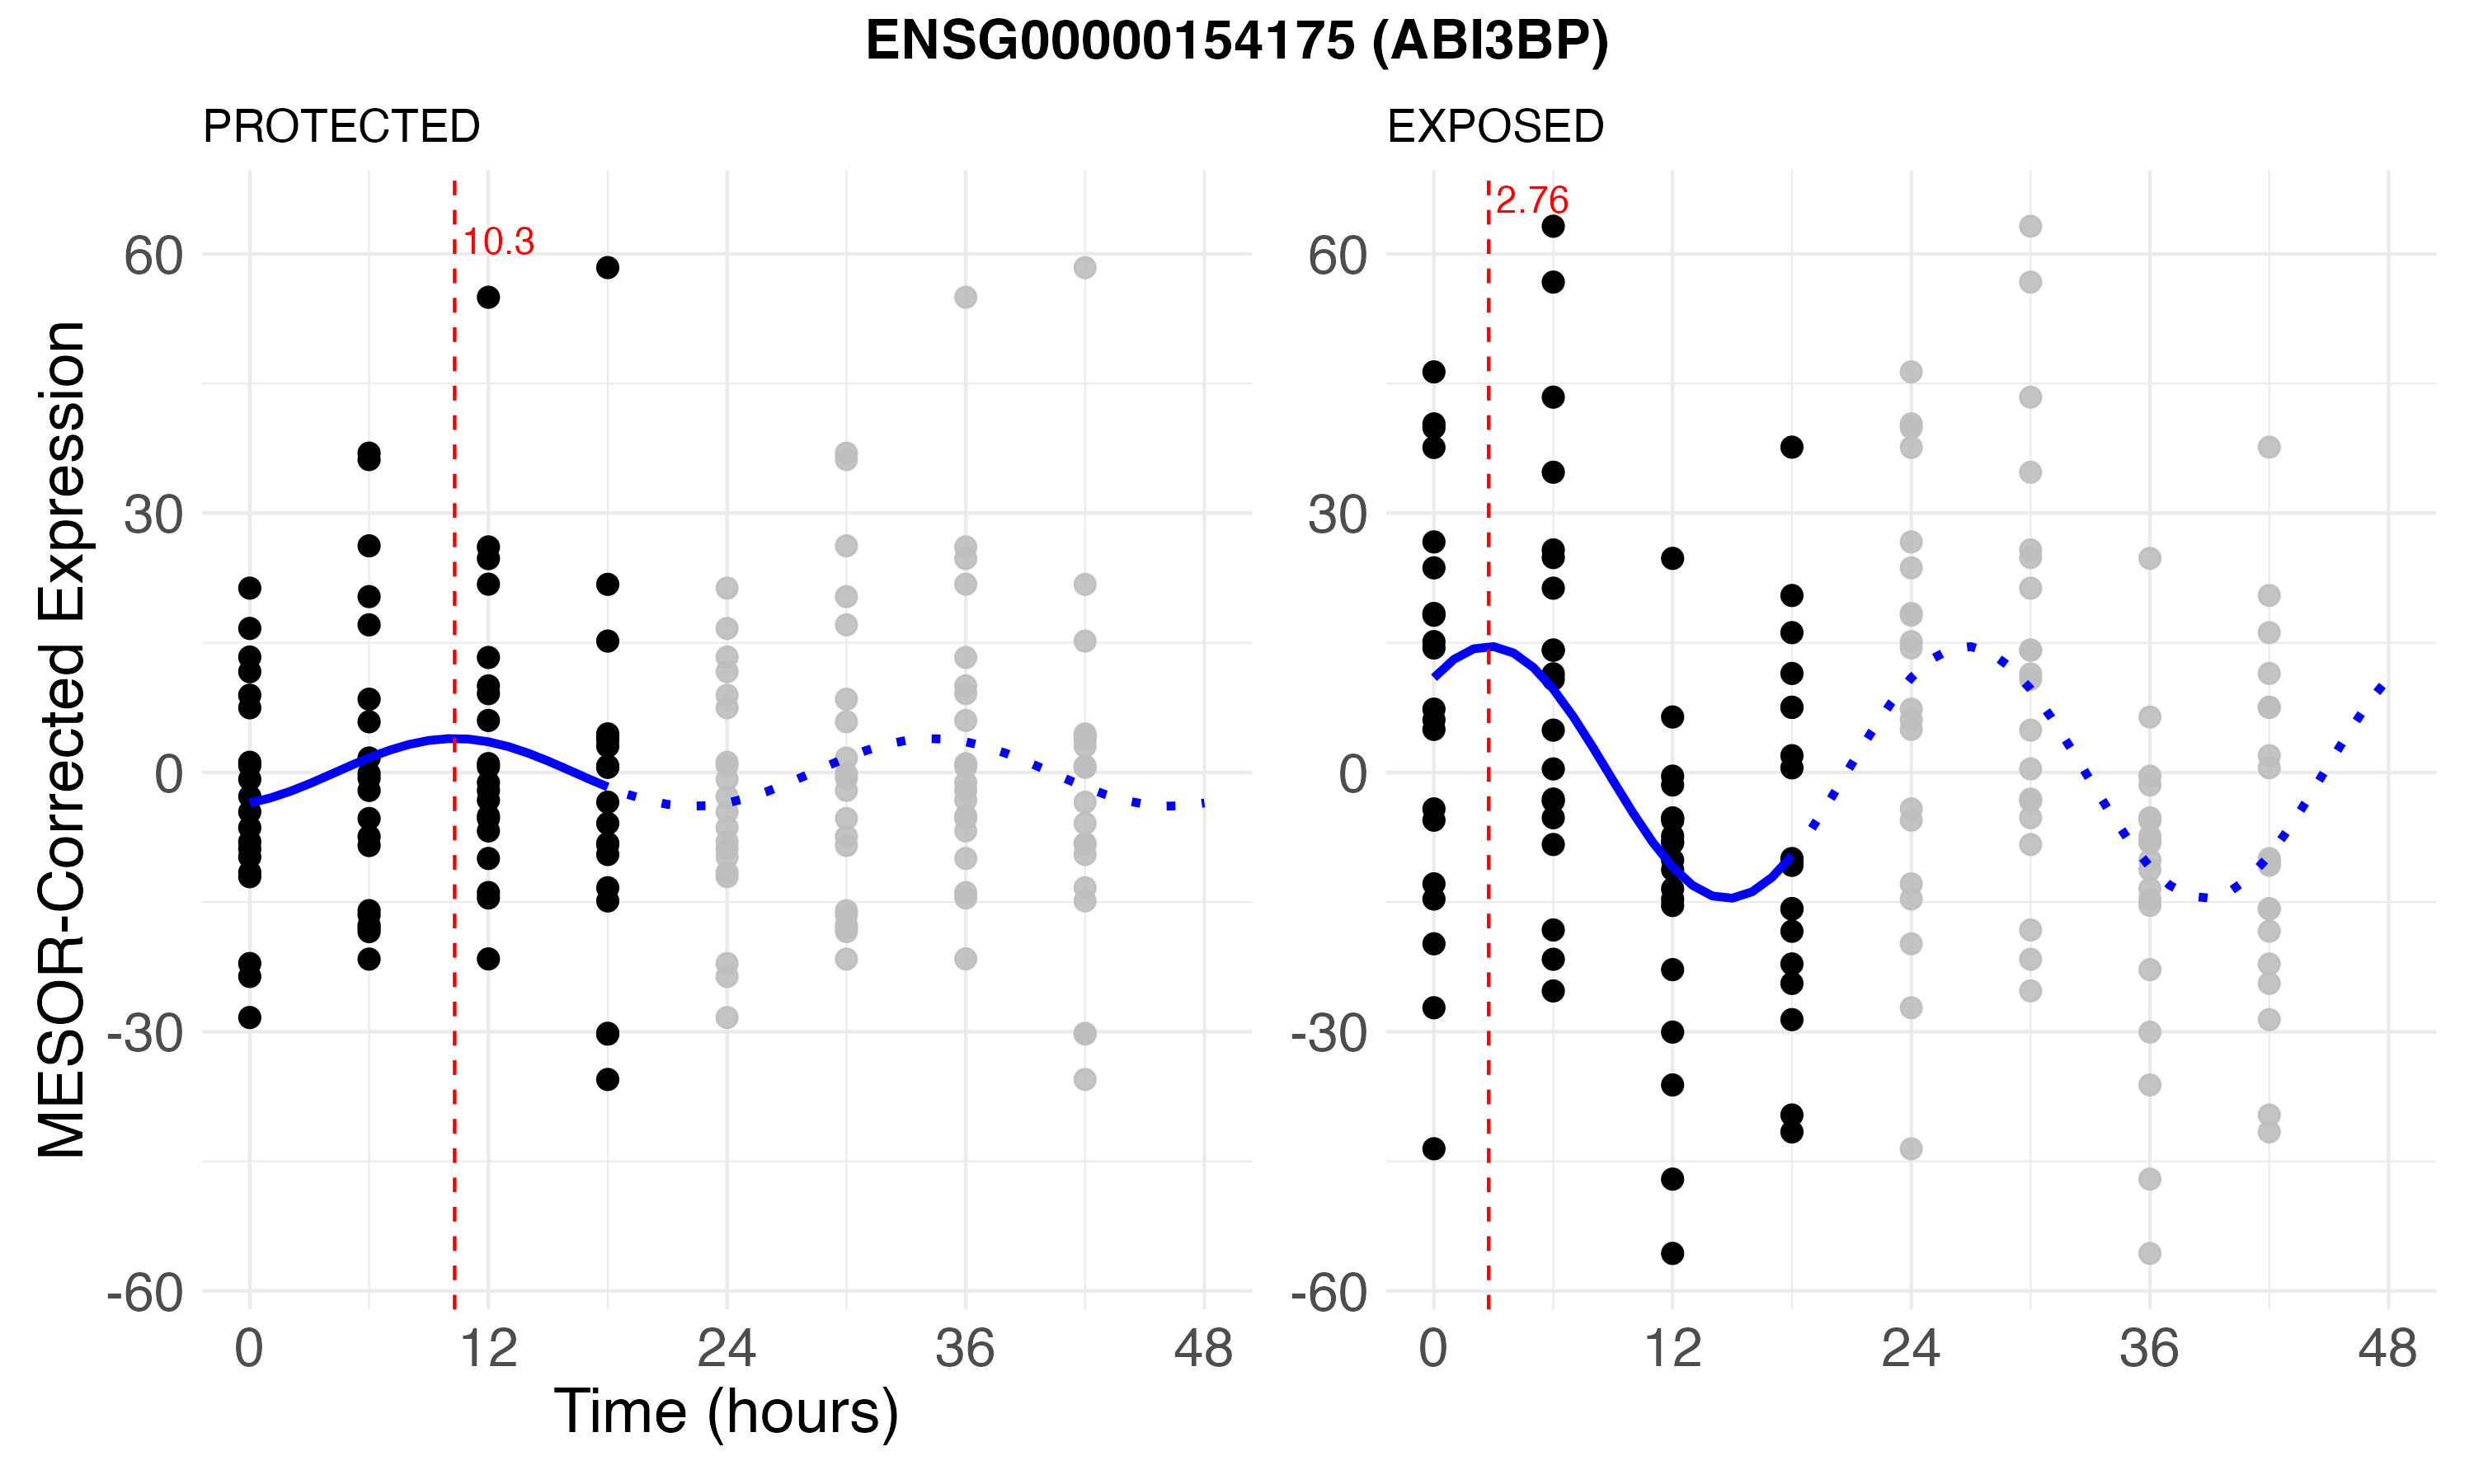 ENSG00000154175 (ABI3BP)
PROTECTED
EXPOSED
MESOR-Corrected Expression
60
30
0
-30
-60
10.3
0 12 24 36 48
60
30
0
-30
-60
2.76
0 12 24 36 48
Time (hours)